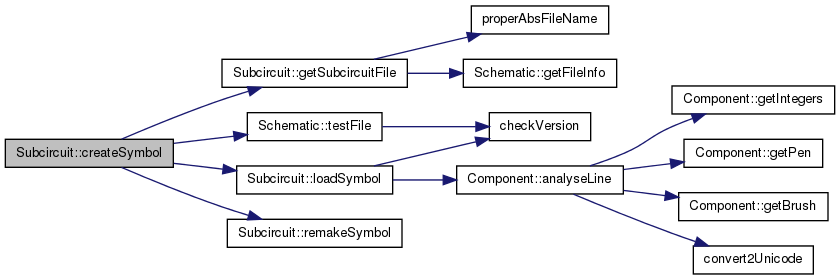 Subcircuit::createSymbol
Subcircuit::getSubcircuitFile
Schematic::testFile
Subcircuit::loadSymbol
Subcircuit::remakeSymbol
properAbsFileName
Schematic::getFileInfo
checkVersion
Component::analyseLine
Component::getIntegers
Component::getPen
Component::getBrush
convert2Unicode